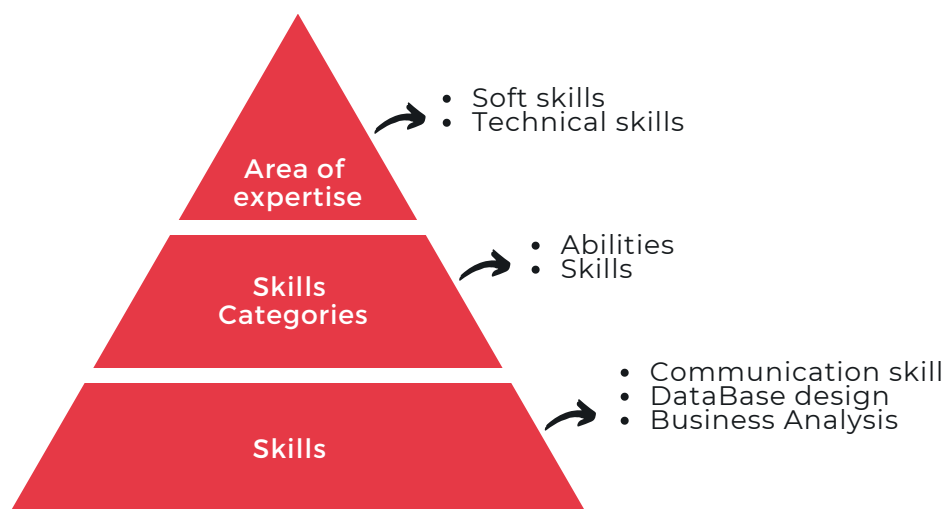 • Soft skills
• Technical skills
Area of
expertise
• Abilities
• Skills
Skills
Categories
• Communication skill
• DataBase design
• Business Analysis
Skills